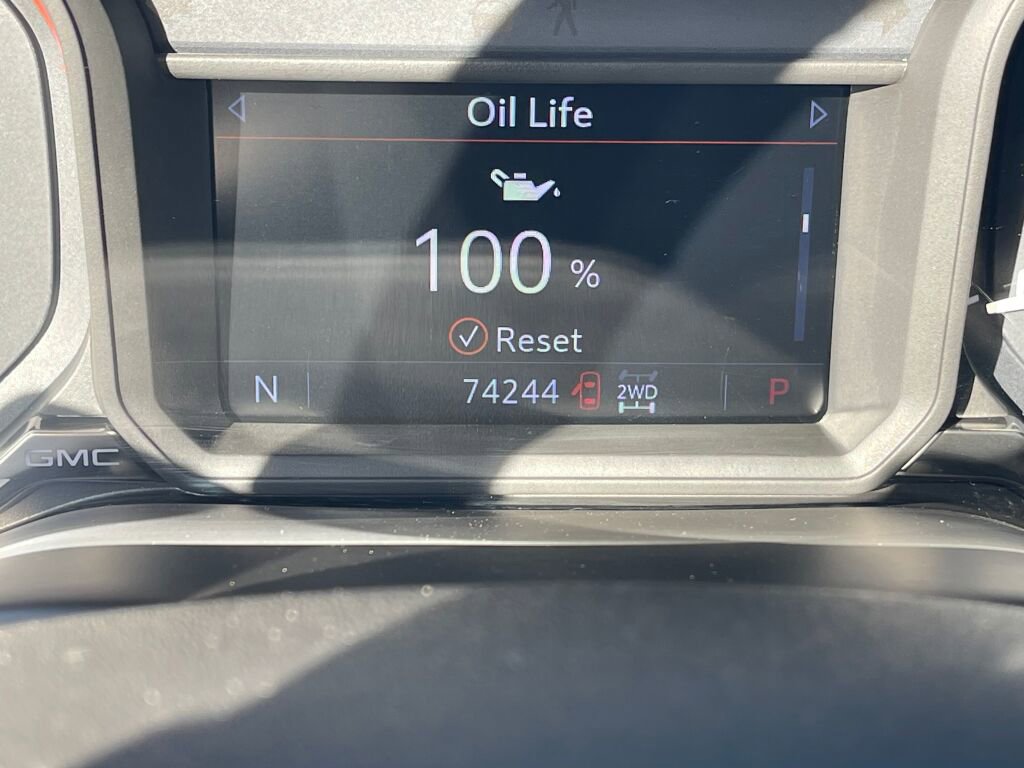 Oil Life
100 %
Reset
N 74244 2WD P
GMC